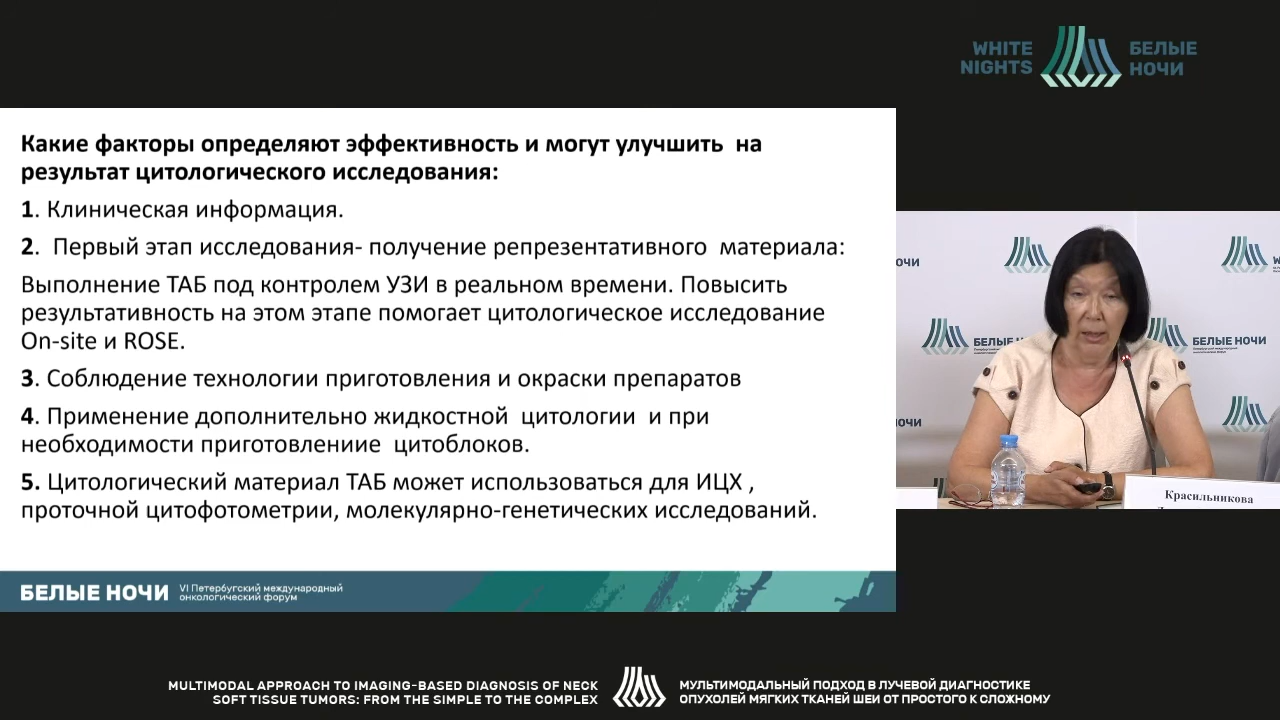 WHITE
NIGHTS
БЕЛЫЕ
НОЧИ
Какие факторы определяют эффективность и могут улучшить на
результат цитологического исследования:
1. Клиническая информация.
2. Первый этап исследования- получение репрезентативного материала:
Выполнение ТАБ под контролем УЗИ в реальном времени. Повысить
результативность на этом этапе помогает цитологическое исследование
On-site и ROSE.
3. Соблюдение технологии приготовления и окраски препаратов
4. Применение дополнительно жидкостной цитологии и при
необходимости приготовлениие цитоблоков.
5. Цитологический материал ТАБ может использоваться для ИЦХ ,
проточной цитофотометрии, молекулярно-генетических исследований.
БЕЛЫЕ НОЧИ
VI Петербургский международный
онкологический форум
НОЧИ
БЕЛЫЕ НО
БЕЛЫЕ НОЧИ
НОЧИ
Красильникова
MULTIMODAL APPROACH TO IMAGING-BASED DIAGNOSIS OF NECK
SOFT TISSUE TUMORS: FROM THE SIMPLE TO THE COMPLEX
МУЛЬТИМОДАЛЬНЫЙ ПОДХОД В ЛУЧЕВОЙ ДИАГНОСТИКЕ
ОПУХОЛЕЙ МЯГКИХ ТКАНЕЙ ШЕИ ОТ ПРОСТОГО К СЛОЖНОМУ